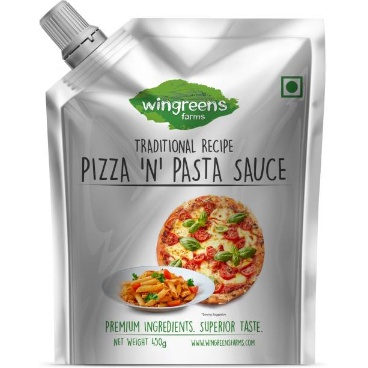 wingreens
farms
TRADITIONAL RECIPE
PIZZA 'N' PASTA SAUCE
PREMIUM INGREDIENTS. SUPERIOR TASTE.
NET WEIGHT 450g WWW.WINGREENSFARMS.COM